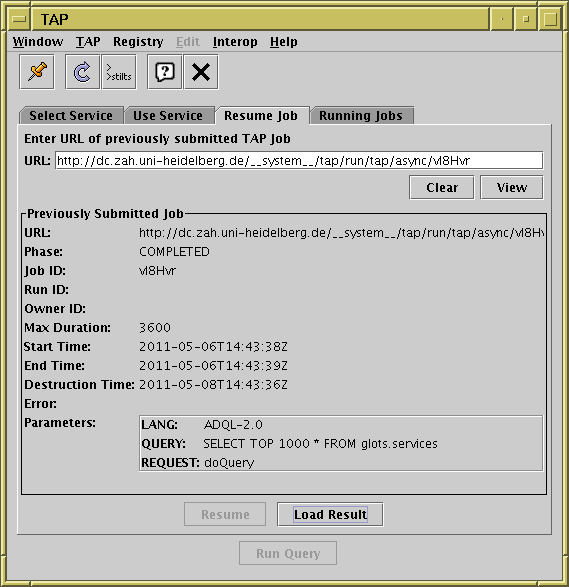 TAP
Window TAP Registry Edit Interop Help
>stilts
Select Service Use Service Resume Job Running Jobs
Enter URL of previously submitted TAP Job
URL: http://dc.zah.uni-heidelberg.de/__system__/tap/run/tap/async/vl8Hvr
Clear View
Previously Submitted Job
URL: http://dc.zah.uni-heidelberg.de/__system__/tap/run/tap/async/vl8Hv
Phase: COMPLETED
Job ID: vl8Hvr
Run ID:
Owner ID:
Max Duration: 3600
Start Time: 2011-05-06T14:43:38Z
End Time: 2011-05-06T14:43:39Z
Destruction Time: 2011-05-08T14:43:36Z
Error:
Parameters: LANG: ADQL-2.0
QUERY: SELECT TOP 1000 * FROM glots.services
REQUEST: doQuery
Resume Load Result
Run Query